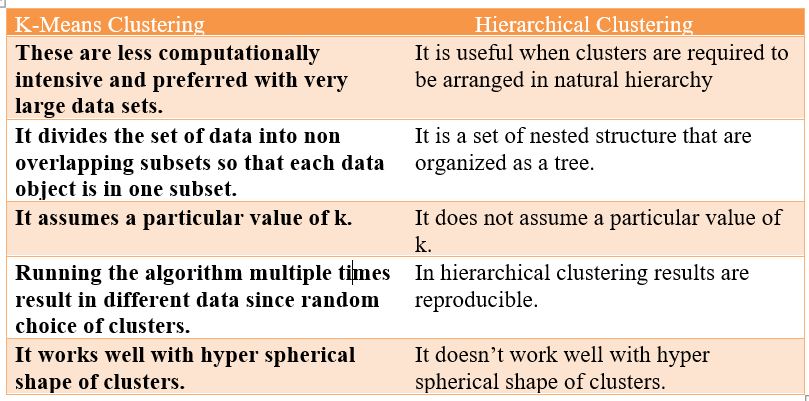 K-Means Clustering
Hierarchical Clustering
These are less computationally
intensive and preferred with very
large data sets.
It is useful when clusters are required to
be arranged in natural hierarchy
It divides the set of data into non
overlapping subsets so that each data
object is in one subset.
It is a set of nested structure that are
organized as a tree.
It assumes a particular value of k.
It does not assume a particular value of
k.
Running the algorithm multiple times
result in different data since random
choice of clusters.
In hierarchical clustering results are
reproducible.
It works well with hyper spherical
shape of clusters.
It doesn’t work well with hyper
spherical shape of clusters.